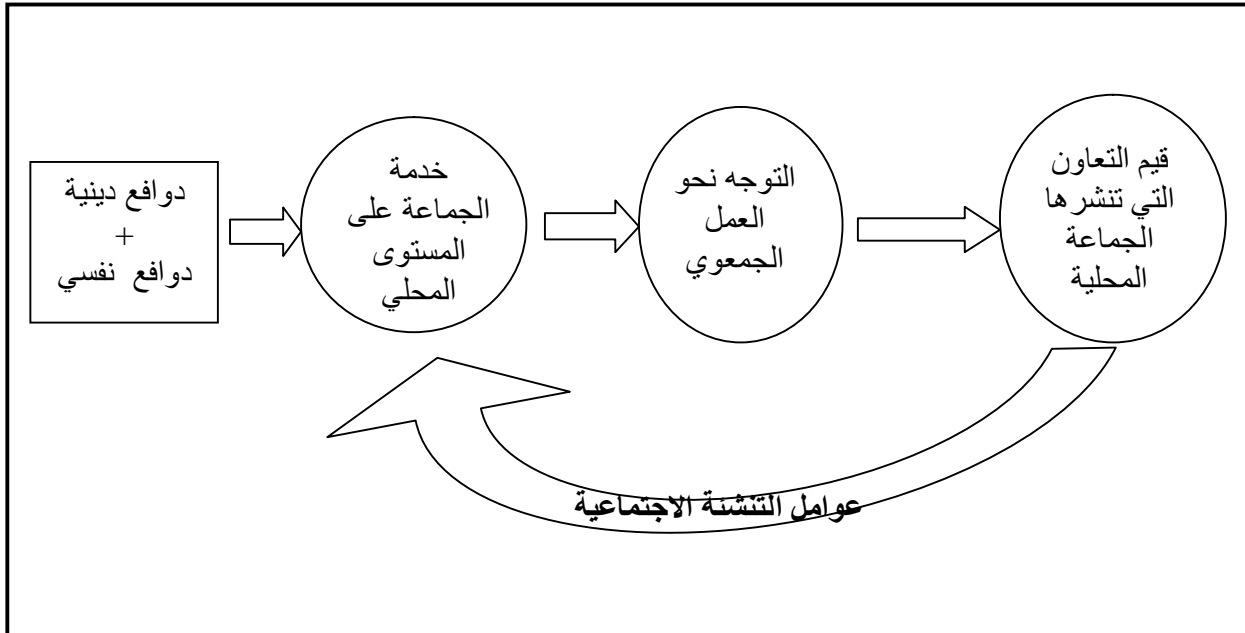 دوافع دينية
+
دوافع نفسي
خدمة
الجماعة على
المستوى
المحلي
التوجه نحو
العمل
الجمعوي
قيم التعاون
التي تنشرها
الجماعة
المحلية
عوامل التنشئة الاجتماعية